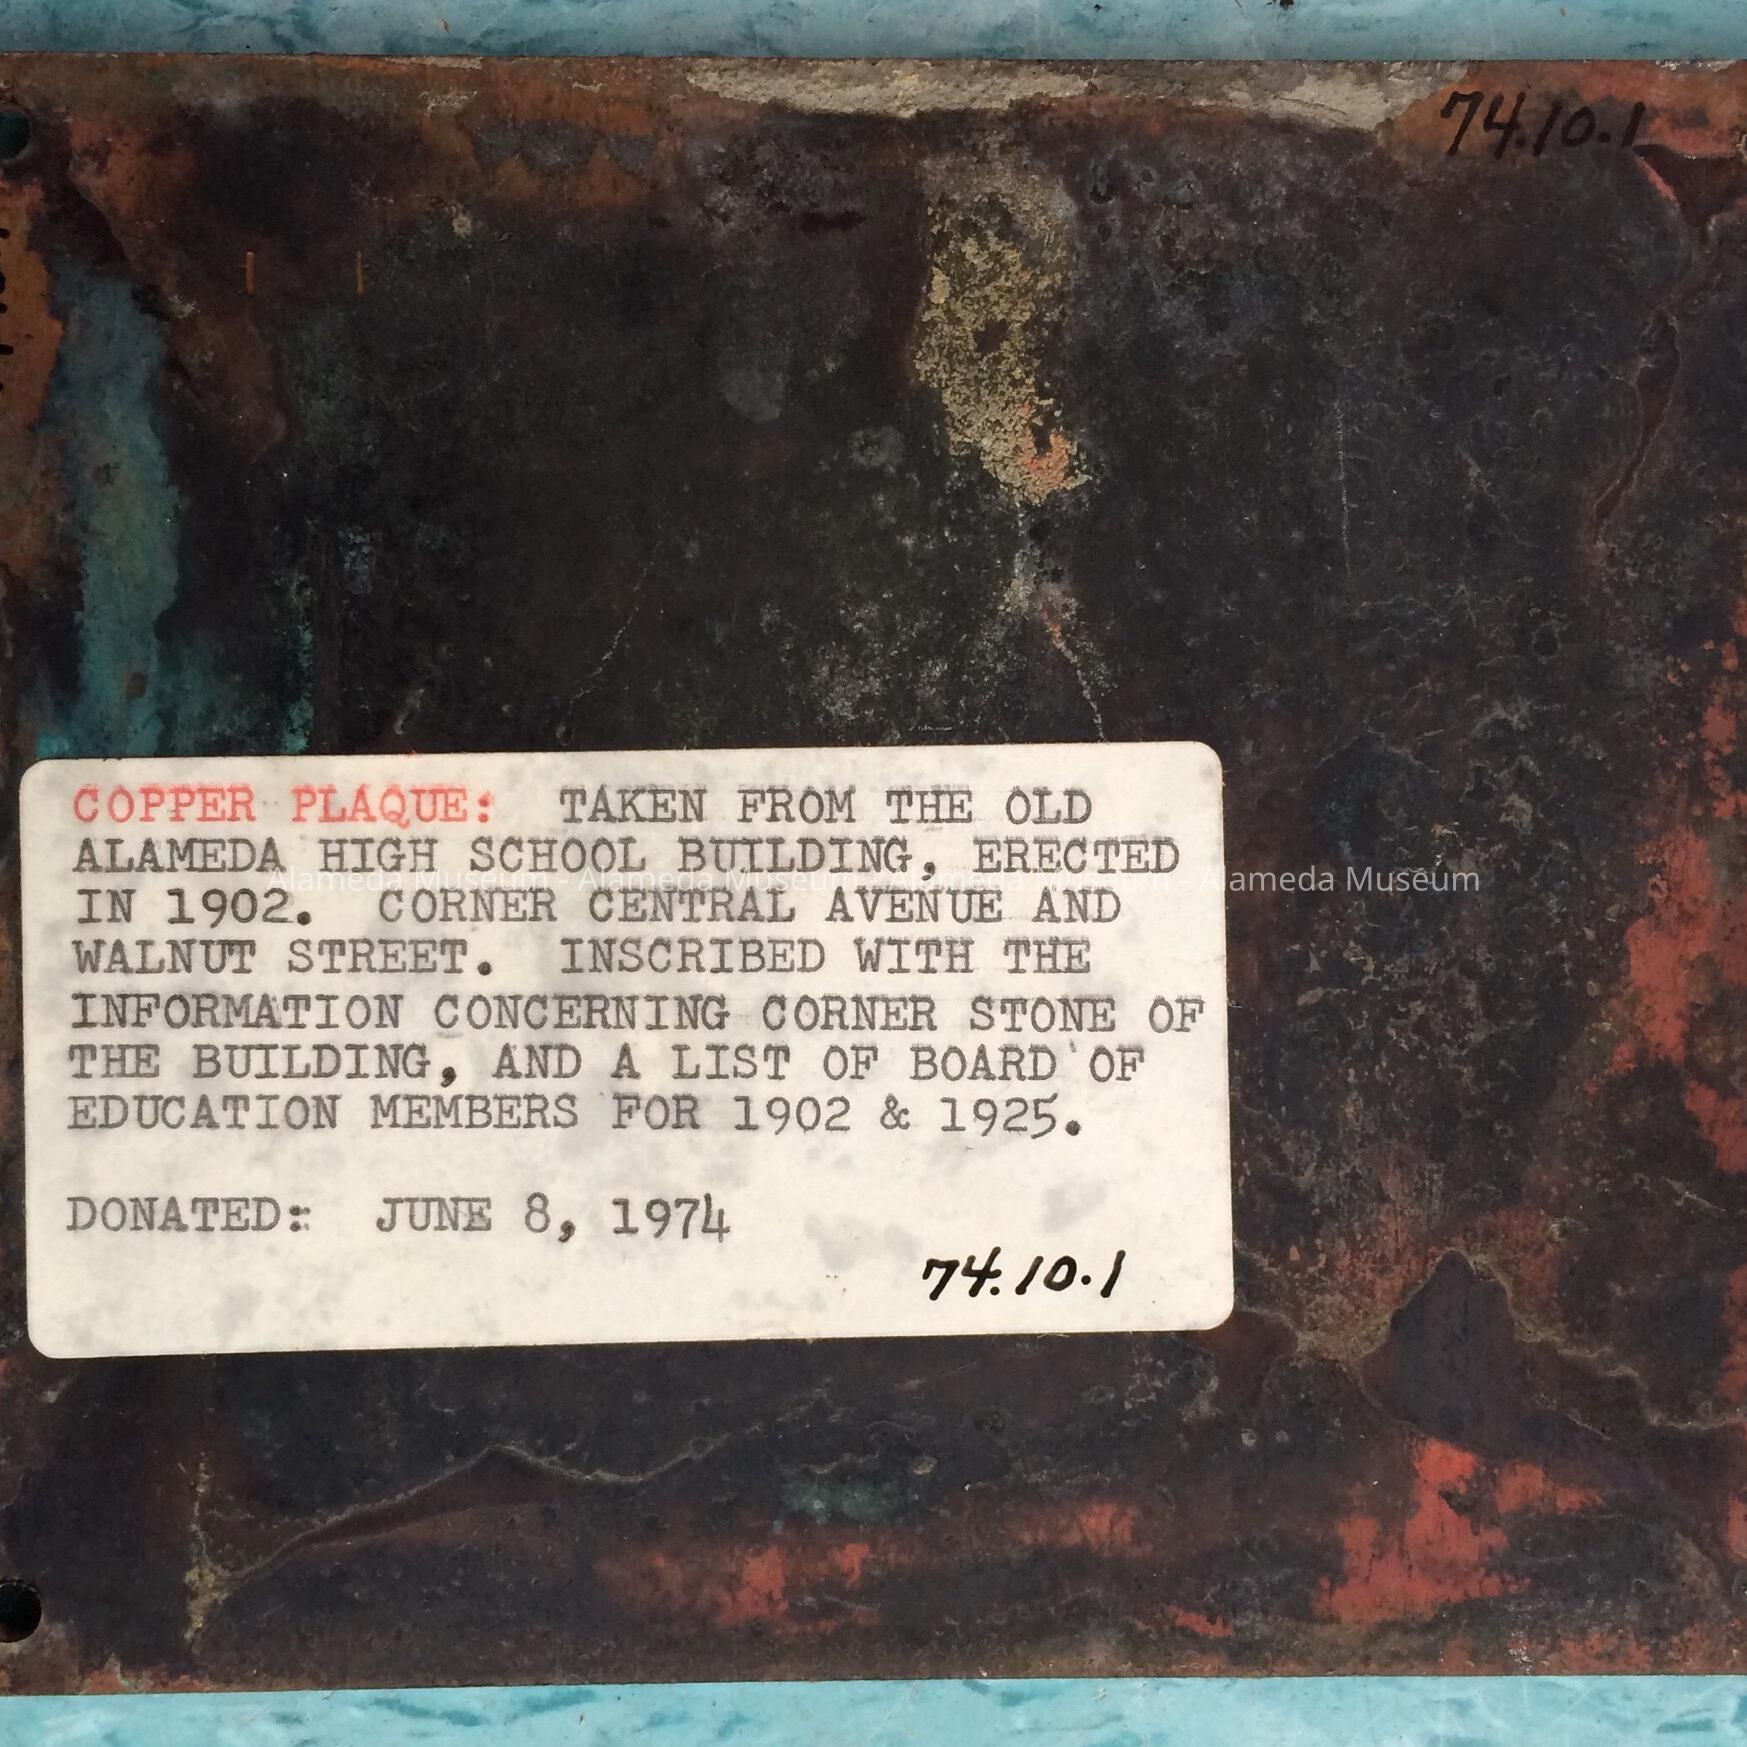 74.10.1
COPPER PLAQUE: TAKEN FROM THE OLD
ALAMEDA HIGH SCHOOL BUILDING, ERECTED
Alameda Museum - Alameda Museum - Alameda Museum - Alameda Museum
IN 1902. CORNER CENTRAL AVENUE AND
WALNUT STREET. INSCRIBED WITH THE
INFORMATION CONCERNING CORNER STONE OF
THE BUILDING, AND A LIST OF BOARD OF
EDUCATION MEMBERS FOR 1902 & 1925.
DONATED: JUNE 8, 1974
74.10.1